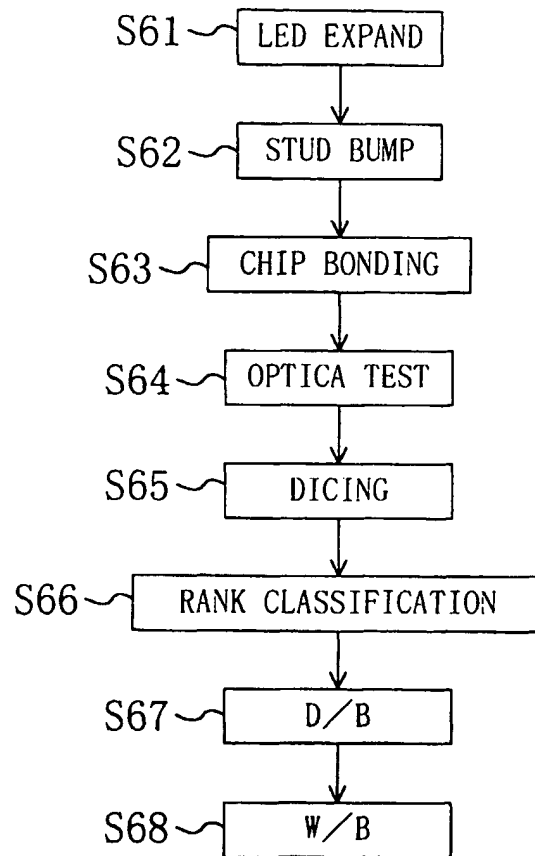 S61 LED EXPAND
S62 STUD BUMP
S63 CHIP BONDING
S64 OPTICA TEST
S65 DICING
S66 RANK CLASSIFICATION
S67 D/B
S68 W/B